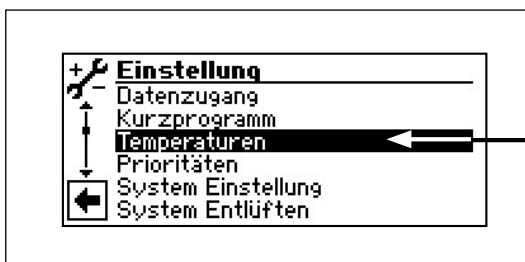 Einstellung
Datenzugang
Kurzprogramm
Temperaturen
Prioritäten
System Einstellung
System Entlüften